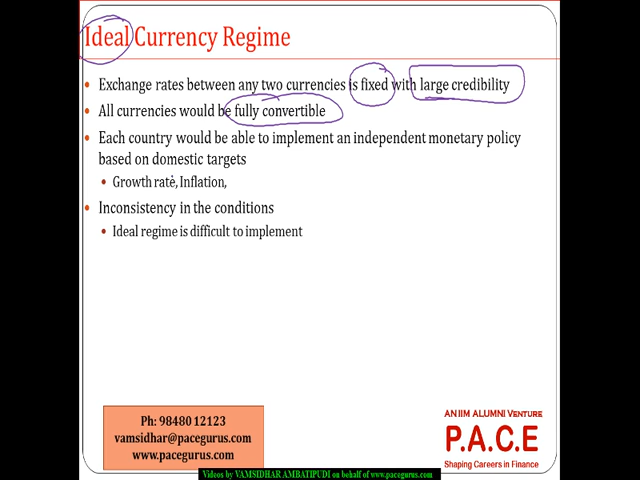 Ideal Currency Regime
• Exchange rates between any two currencies is fixed with large credibility
• All currencies would be fully convertible
• Each country would be able to implement an independent monetary policy
based on domestic targets
• Growth rate, Inflation,
• Inconsistency in the conditions
• Ideal regime is difficult to implement
Ph: 98480 12123
vamsidhar@pacegurus.com
www.pacegurus.com
AN IIM ALUMNI VENTURE
P.A.C.E
Shaping Careers in Finance
Videos by VAMSIDHAR AMBATIPUDI on behalf of www.pacegurus.com